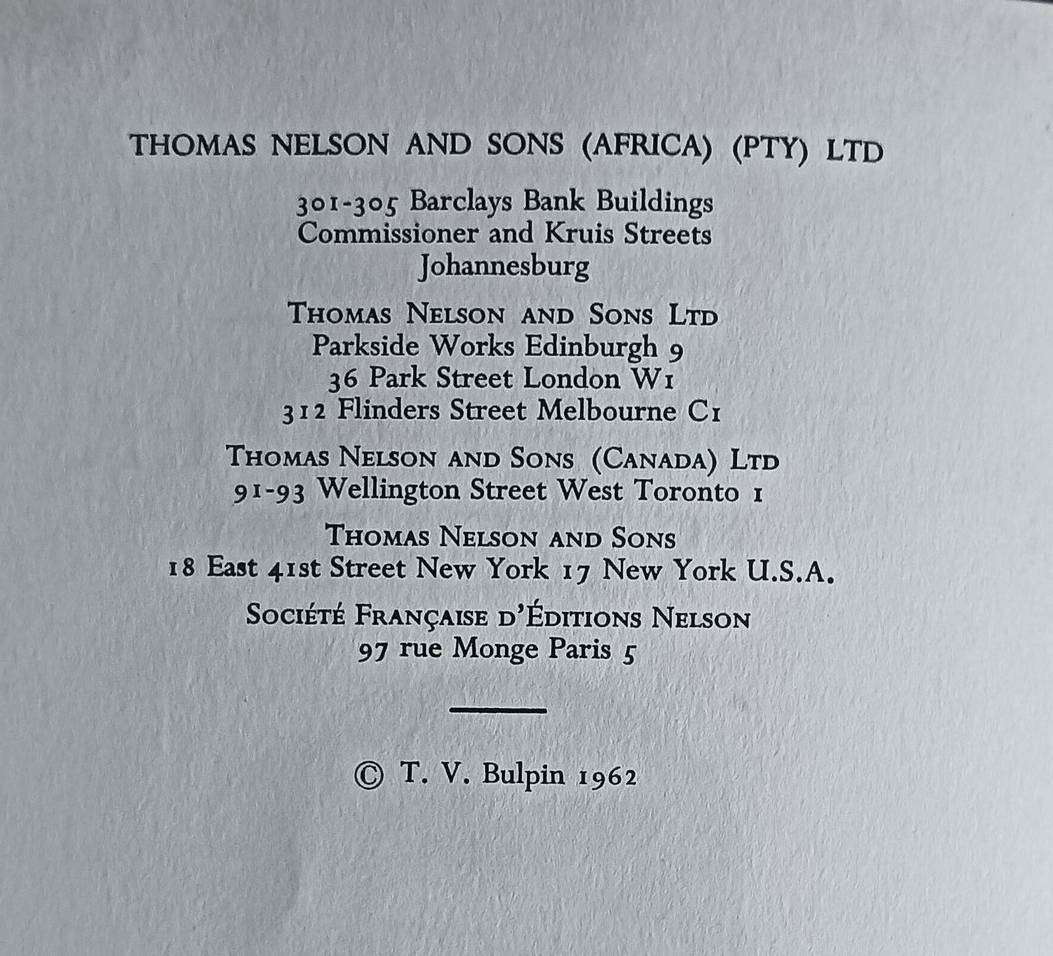 THOMAS NELSON AND SONS (AFRICA) (PTY) LTD
301-305 Barclays Bank Buildings
Commissioner and Kruis Streets
Johannesburg
THOMAS NELSON AND SONS LTD
Parkside Works Edinburgh 9
36 Park Street London W1
312 Flinders Street Melbourne C1
THOMAS NELSON AND SONS (CANADA) LTD
91-93 Wellington Street West Toronto 1
THOMAS NELSON AND SONS
18 East 41st Street New York 17 New York U.S.A.
SOCIÉTÉ FRANÇAISE D'ÉDITIONS NELSON
97 rue Monge Paris 5
© T. V. Bulpin 1962